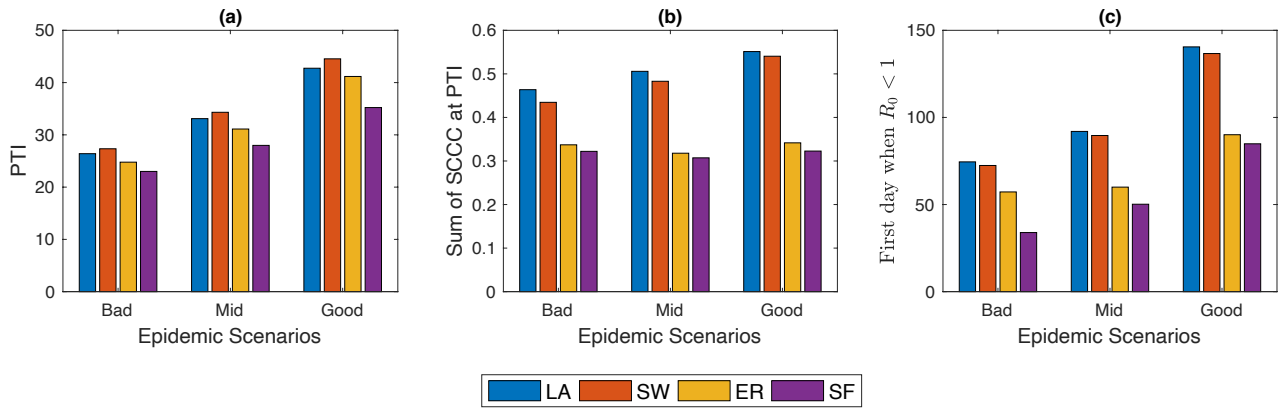 (a)
50
40
30
20
10
0
PTI
Bad Mid Good
Epidemic Scenarios
(b)
0.6
0.5
0.4
0.3
0.2
0.1
0
Sum of SCCC at PTI
Bad Mid Good
Epidemic Scenarios
(c)
150
100
50
0
First day when R₀ < 1
Bad Mid Good
Epidemic Scenarios
LA SW ER SF